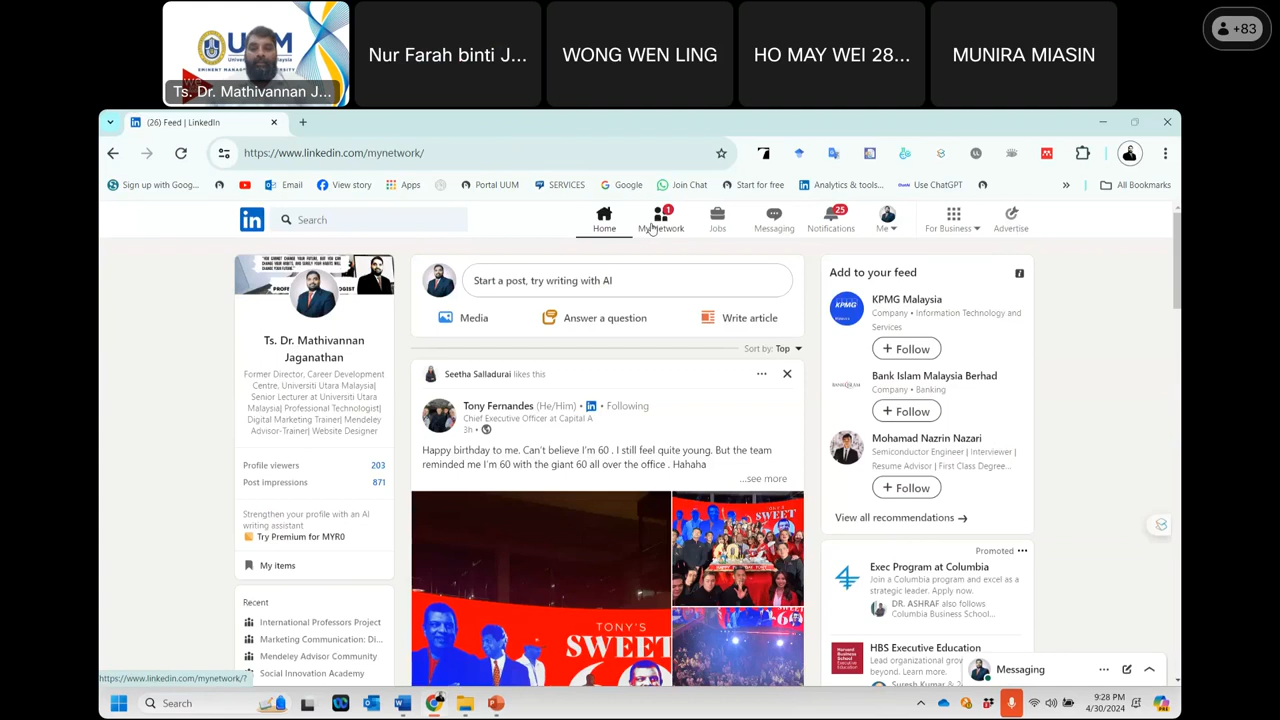 UUM
EMINENT MANAGEMENT UNIVERSITY
Ts. Dr. Mathivannan J...
Nur Farah binti J...
WONG WEN LING
HO MAY WEI 28...
MUNIRA MIASIN
+83
(26) Feed | LinkedIn
https://www.linkedin.com/mynetwork/
Sign up with Goog...
Email
View story
Apps
Portal UUM
SERVICES
Google
Join Chat
Start for free
Analytics & tools...
Use ChatGPT
All Bookmarks
Search
Home
My Network
1
Jobs
Messaging
Notifications
25
Me
For Business
Advertise
Ts. Dr. Mathivannan
Jaganathan
Former Director, Career Development
Centre, Universiti Utara Malaysia|
Senior Lecturer at Universiti Utara
Malaysia| Professional Technologist|
Digital Marketing Trainer| Mendeley
Advisor-Trainer| Website Designer
Profile viewers 203
Post impressions 871
Strengthen your profile with an AI
writing assistant
Try Premium for MYR0
My items
Recent
International Professors Project
Marketing Communication: Di...
Mendeley Advisor Community
Social Innovation Academy
https://www.linkedin.com/mynetwork/?
Start a post, try writing with AI
Media
Answer a question
Write article
Sort by: Top
Seetha Salladurai likes this
Tony Fernandes (He/Him) • in • Following
Chief Executive Officer at Capital A
3h •
Happy birthday to me. Can't believe I'm 60 . I still feel quite young. But the team
reminded me I'm 60 with the giant 60 all over the office . Hahaha
...see more
TONY'S
SWEET
SWEET
Add to your feed
KPMG
KPMG Malaysia
Company • Information Technology and
Services
+ Follow
Bank Islam Malaysia Berhad
Company • Banking
+ Follow
Mohamad Nazrin Nazari
Semiconductor Engineer | Interviewer |
Resume Advisor | First Class Degree...
+ Follow
View all recommendations →
Promoted
Exec Program at Columbia
Join a Columbia program and excel as a
strategic leader. Apply now.
DR. ASHRAF also follows
Columbia Business School...
HBS Executive Education
Lead organizational grov
Messaging
Search
9:28 PM
4/30/2024